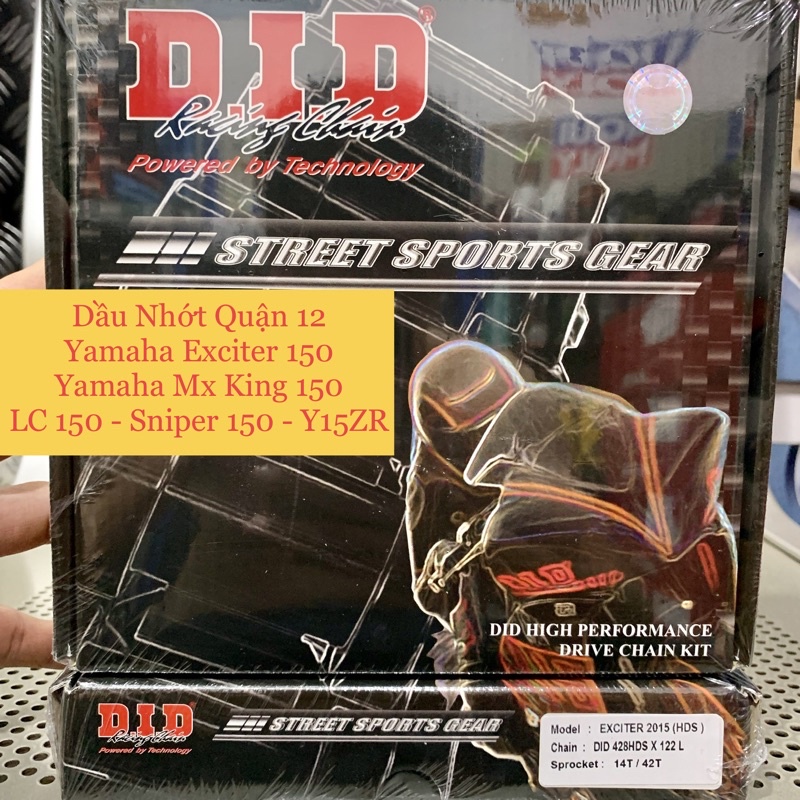 D.I.D
Racing Chain
Powered by Technology
STREET SPORTS GEAR
Dầu Nhớt Quận 12
Yamaha Exciter 150
Yamaha Mx King 150
LC 150 - Sniper 150 - Y15ZR
D.I.D
DID HIGH PERFORMANCE
DRIVE CHAIN KIT
D.I.D
Racing Chain
Powered by Technology
STREET SPORTS GEAR
Model : EXCITER 2015 (HDS )
Chain : DID 428HDS X 122 L
Sprocket : 14T / 42T